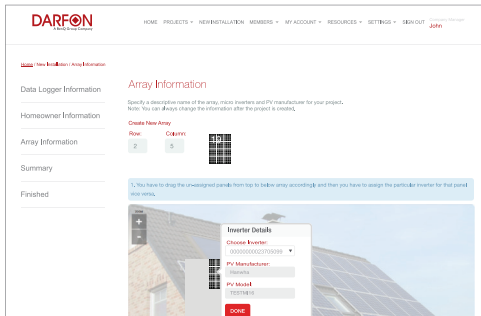 DARFON
A BenQ Group Company
HOME PROJECTS NEW INSTALLATION MEMBERS MY ACCOUNT RESOURCES SETTINGS SIGN OUT
John
Home / New Installation / Array Information
Array Information
Data Logger Information
Homeowner Information
Array Information
Summary
Finished
Specify a descriptive name of the array, micro inverters and PV manufacturer for your project.
Note: You can always change the information after the project is created.
Create New Array
Row: Column:
2 5
1. You have to drag the un-assigned panels from top to below array accordingly and then you have to assign the particular inverter for that panel
vice versa.
+
-
Inverter Details
Choose Inverter:
PV Manufacturer:
PV Model:
DONE